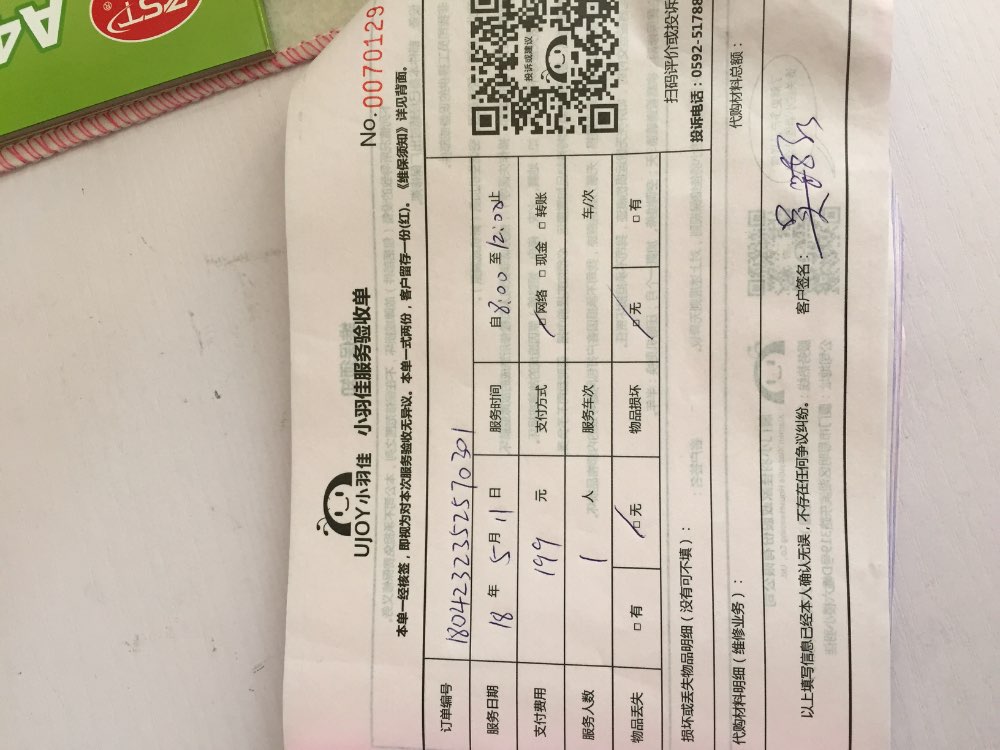 ZST
A4
No. 0070129
UJOY小羽佳 小羽佳服务验收单
本单一经核签，即视为对本次服务验收无异议。本单一式两份，客户留存一份(红)。《维保须知》详见背面。
订单编号 18042323525570301
服务日期 18 年 5 月 11 日 服务时间 自 8:00 至 12:00 止
支付费用 199 元 支付方式 □ 网络 □ 现金 □ 转账
服务人数 1 人 服务车次 车/次
物品丢失 □ 有 □ 无 物品损坏 □ 无 □ 有
投诉或建议
扫码评价或投诉
投诉电话：0592-51788
损坏或丢失物品明细（没有可不填）：
代购材料明细（维修业务）： 代购材料总额：
以上填写信息已经本人确认无误，不存在任何争议纠纷。 客户签名：